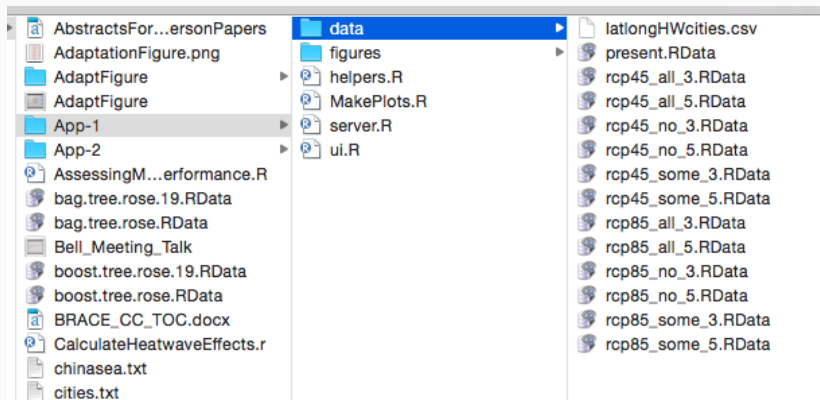 AbstractsFor...ersonPapers
AdaptationFigure.png
AdaptFigure
AdaptFigure
App-1
App-2
AssessingM...erformance.R
bag.tree.rose.19.RData
bag.tree.rose.RData
Bell_Meeting_Talk
boost.tree.rose.19.RData
boost.tree.rose.RData
BRACE_CC_TOC.docx
CalculateHeatwaveEffects.r
chinasea.txt
cities.txt
data
figures
helpers.R
MakePlots.R
server.R
ui.R
latlongHWcities.csv
present.RData
rcp45_all_3.RData
rcp45_all_5.RData
rcp45_no_3.RData
rcp45_no_5.RData
rcp45_some_3.RData
rcp45_some_5.RData
rcp85_all_3.RData
rcp85_all_5.RData
rcp85_no_3.RData
rcp85_no_5.RData
rcp85_some_3.RData
rcp85_some_5.RData